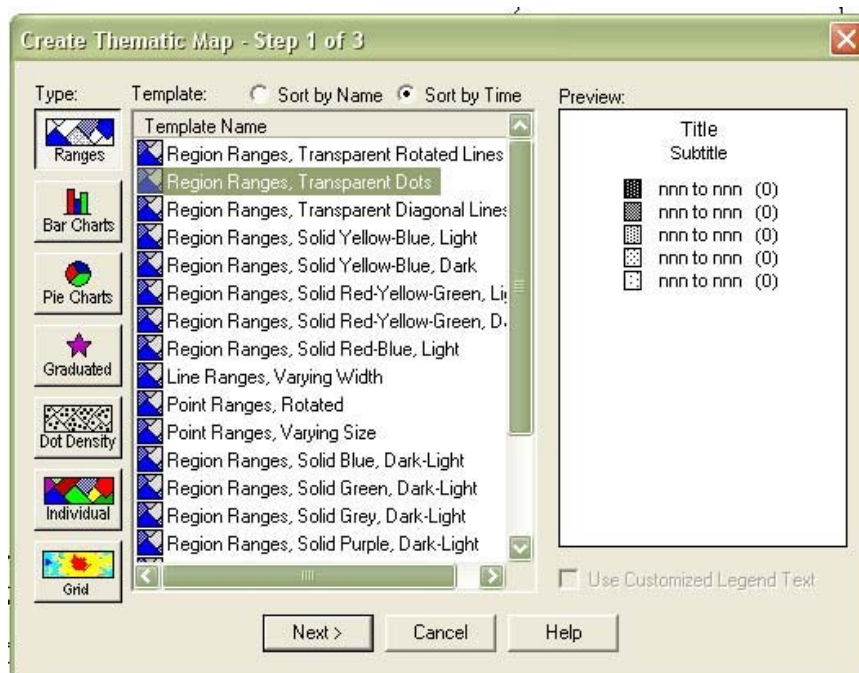 Create Thematic Map - Step 1 of 3
Type:
Template:
Sort by Name
Sort by Time
Preview:
Ranges
Bar Charts
Pie Charts
Graduated
Dot Density
Individual
Grid
Template Name
Region Ranges, Transparent Rotated Lines
Region Ranges, Transparent Dots
Region Ranges, Transparent Diagonal Lines
Region Ranges, Solid Yellow-Blue, Light
Region Ranges, Solid Yellow-Blue, Dark
Region Ranges, Solid Red-Yellow-Green,
Region Ranges, Solid Red-Yellow-Green,
Region Ranges, Solid Red-Blue, Light
Line Ranges, Varying Width
Point Ranges, Rotated
Point Ranges, Varying Size
Region Ranges, Solid Blue, Dark-Light
Region Ranges, Solid Green, Dark-Light
Region Ranges, Solid Grey, Dark-Light
Region Ranges, Solid Purple, Dark-Light
Title
Subtitle
nnn to nnn (0)
nnn to nnn (0)
nnn to nnn (0)
nnn to nnn (0)
nnn to nnn (0)
Use Customized Legend Text
Next >
Cancel
Help